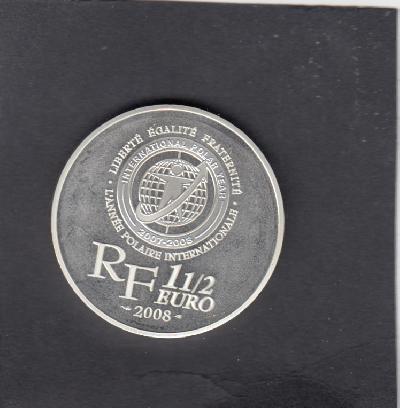 LIBERTÉ ÉGALITÉ FRATERNITÉ
INTERNATIONAL POLAR YEAR
2007-2008
· L'ANNÉE POLAIRE INTERNATIONALE ·
RF 1 1/2
EURO
2008